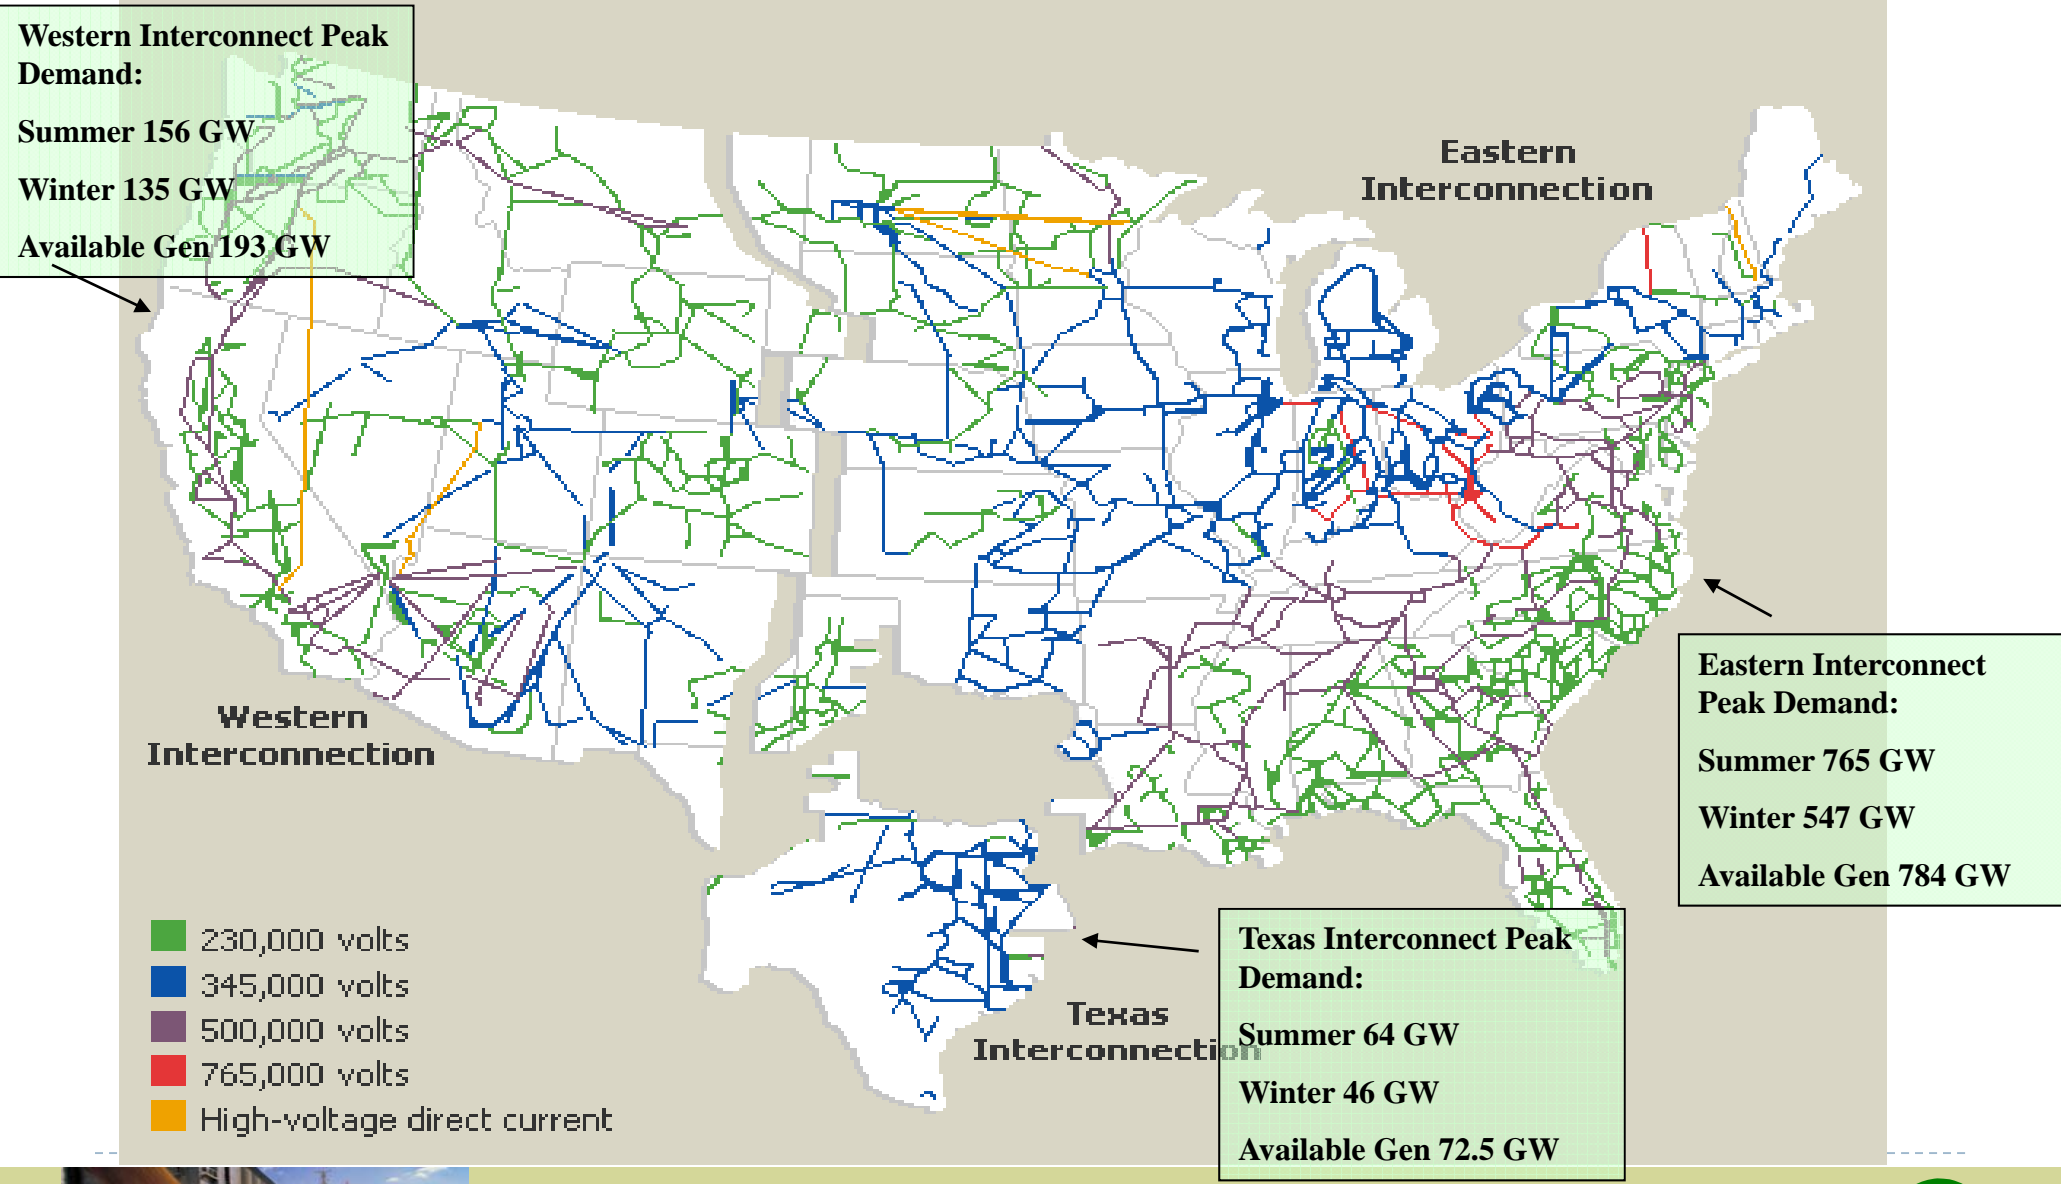 Western Interconnect Peak
Demand:
Summer 156 GW
Winter 135 GW
Available Gen 193 GW
Eastern
Interconnection
Western
Interconnection
Eastern Interconnect
Peak Demand:
Summer 765 GW
Winter 547 GW
Available Gen 784 GW
Texas
Interconnection
Texas Interconnect Peak
Demand:
Summer 64 GW
Winter 46 GW
Available Gen 72.5 GW
230,000 volts
345,000 volts
500,000 volts
765,000 volts
High-voltage direct current